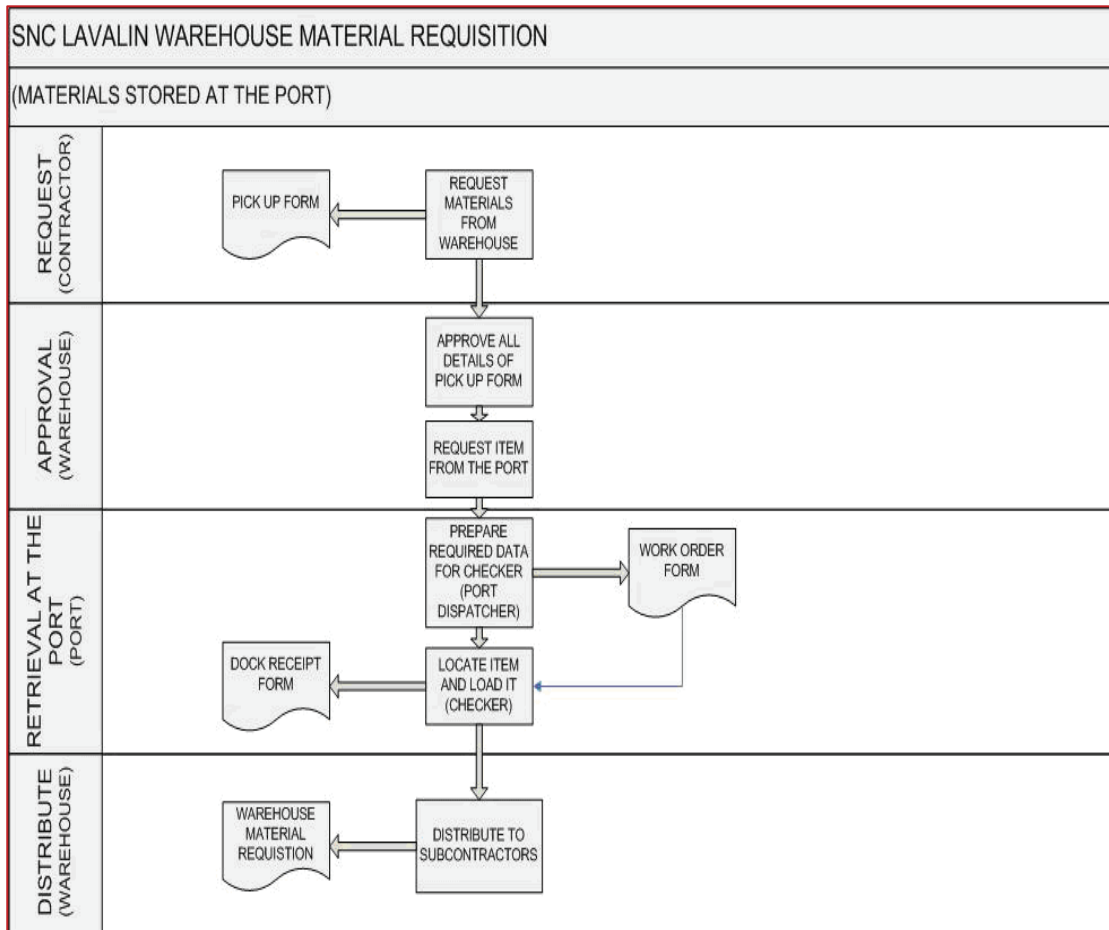 SNC LAVALIN WAREHOUSE MATERIAL REQUISITION
(MATERIALS STORED AT THE PORT)
REQUEST
(CONTRACTOR)
PICK UP FORM
REQUEST
MATERIALS
FROM
WAREHOUSE
APPROVAL
(WAREHOUSE)
APPROVE ALL
DETAILS OF
PICK UP FORM
REQUEST ITEM
FROM THE PORT
RETRIEVAL AT THE
PORT
(PORT)
PREPARE
REQUIRED DATA
FOR CHECKER
(PORT
DISPATCHER)
WORK ORDER
FORM
DOCK RECEIPT
FORM
LOCATE ITEM
AND LOAD IT
(CHECKER)
DISTRIBUTE
(WAREHOUSE)
WAREHOUSE
MATERIAL
REQUISTION
DISTRIBUTE TO
SUBCONTRACTORS